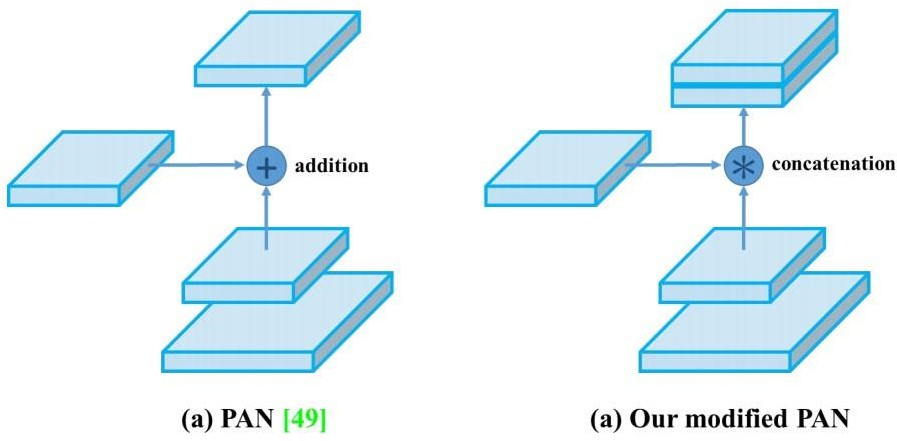 addition
concatenation
(a) PAN [49]
(a) Our modified PAN